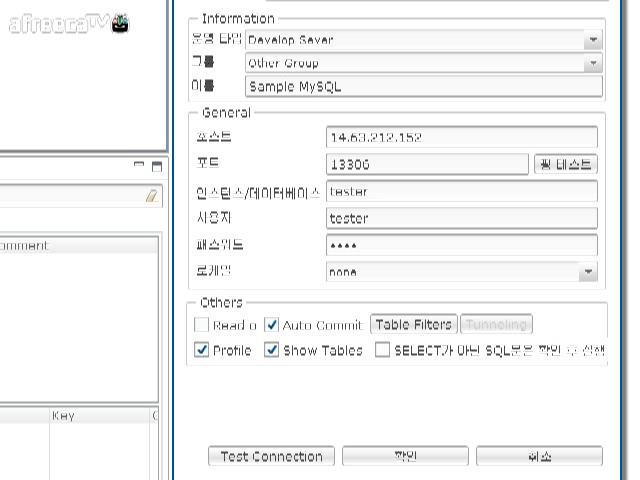 afreecaTV
Information
운영 타입 Develop Sever
그룹 Other Group
이름 Sample MySQL
General
호스트 14.63.212.152
포트 13306 핑 테스트
인스턴스/데이터베이스 tester
사용자 tester
패스워드 ••••
로케일 none
omment
Others
Read o Auto Commit Table Filters Tunneling
Profile Show Tables SELECT가 아닌 SQL문은 확인 후 실행
Key
Test Connection 확인 취소